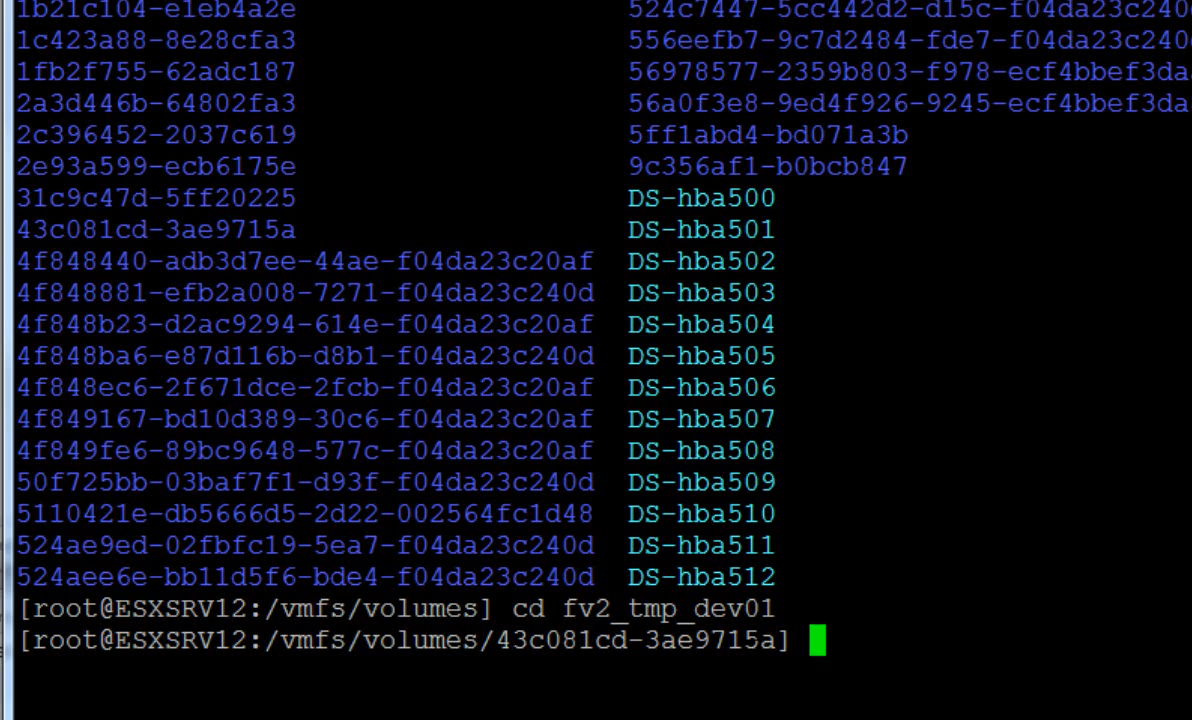 1b21c104-e1eb4a2e 524c7447-5cc442d2-d15c-f04da23c240
1c423a88-8e28cfa3 556eefb7-9c7d2484-fde7-f04da23c240
1fb2f755-62adc187 56978577-2359b803-f978-ecf4bbef3da
2a3d446b-64802fa3 56a0f3e8-9ed4f926-9245-ecf4bbef3da
2c396452-2037c619 5ff1abd4-bd071a3b
2e93a599-ecb6175e 9c356af1-b0bcb847
31c9c47d-5ff20225 DS-hba500
43c081cd-3ae9715a DS-hba501
4f848440-adb3d7ee-44ae-f04da23c20af DS-hba502
4f848881-efb2a008-7271-f04da23c240d DS-hba503
4f848b23-d2ac9294-614e-f04da23c20af DS-hba504
4f848ba6-e87d116b-d8b1-f04da23c240d DS-hba505
4f848ec6-2f671dce-2fcb-f04da23c20af DS-hba506
4f849167-bd10d389-30c6-f04da23c20af DS-hba507
4f849fe6-89bc9648-577c-f04da23c20af DS-hba508
50f725bb-03baf7f1-d93f-f04da23c240d DS-hba509
5110421e-db5666d5-2d22-002564fc1d48 DS-hba510
524ae9ed-02fbfc19-5ea7-f04da23c240d DS-hba511
524aee6e-bb11d5f6-bde4-f04da23c240d DS-hba512
[root@ESXSRV12:/vmfs/volumes] cd fv2_tmp_dev01
[root@ESXSRV12:/vmfs/volumes/43c081cd-3ae9715a]